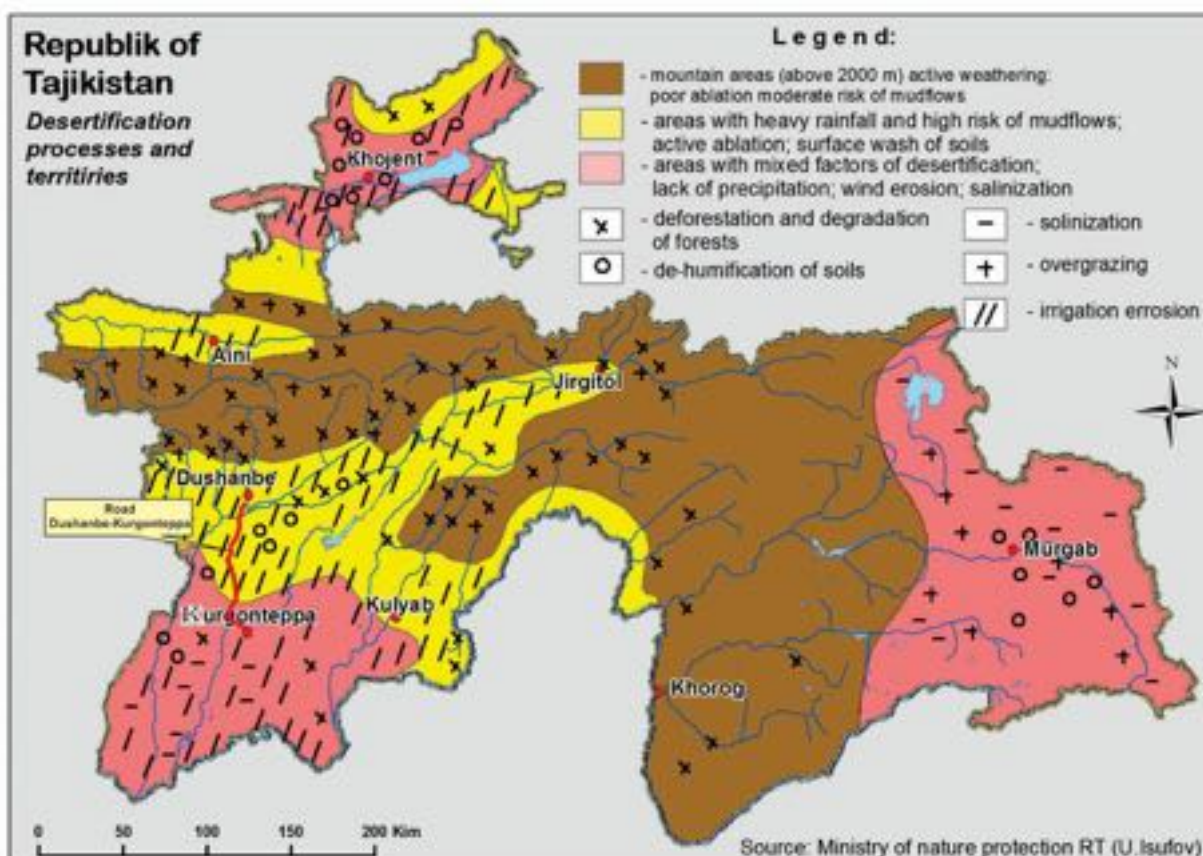 Republik of
Tajikistan
Desertification
processes and
territiries
Legend:
- mountain areas (above 2000 m) active weathering:
poor ablation moderate risk of mudflows
- areas with heavy rainfall and high risk of mudflows;
active ablation; surface wash of soils
- areas with mixed factors of desertification;
lack of precipitation; wind erosion; salinization
- deforestation and degradation
of forests
- de-humification of soils
- solinization
- overgrazing
- irrigation errosion
Khojent
Aini
Jirgitol
N
Dushanbe
Road
Dushanbe-Kurgonteppa
Murgab
Kurgonteppa
Kulyab
Khorog
0 50 100 150 200 Km
Source: Ministry of nature protection RT (U.Isufov)